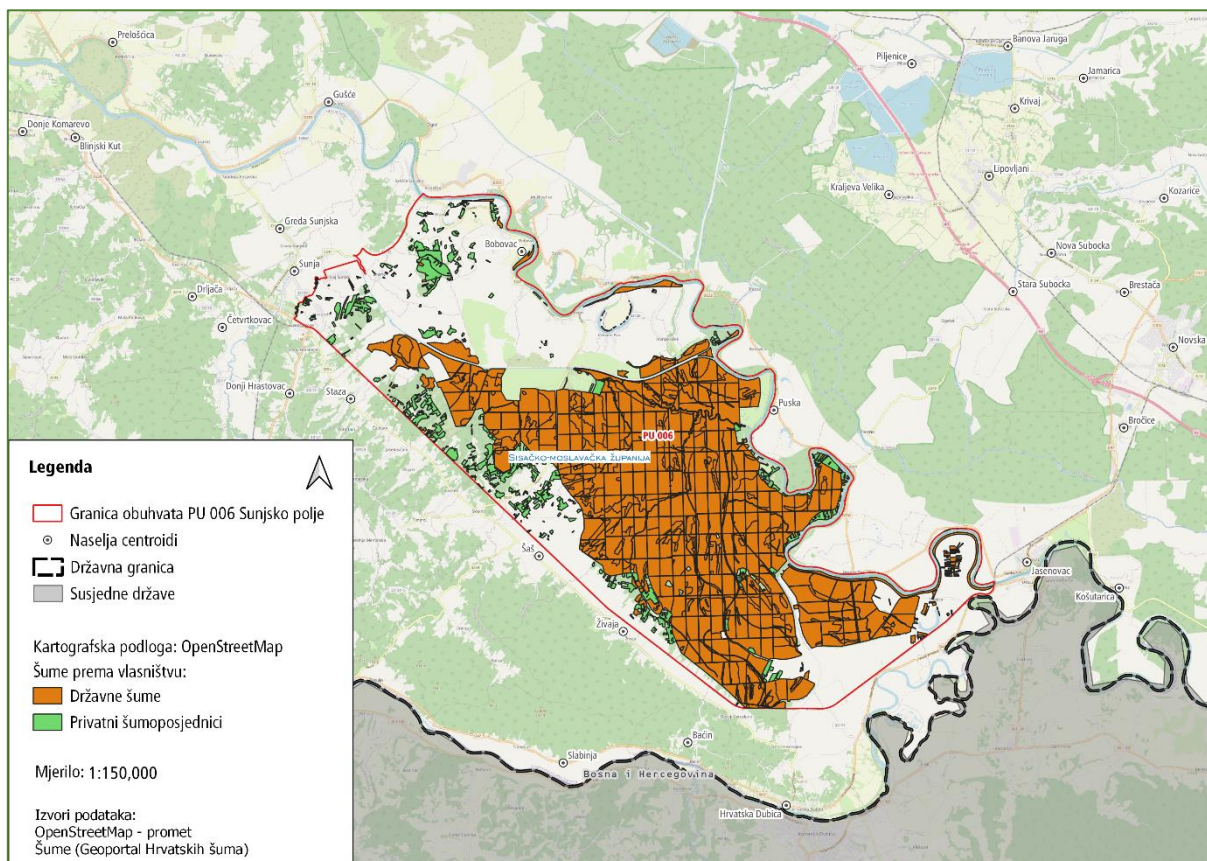 Prelošćica
Banova Jaruga
Piljenice
Jamarica
Gušće
Krivaj
Donje Komarevo
Blinjski Kut
Lipovljani
Kraljeva Velika
Kozarice
Greda Sunjska
Bobovac
Nova Subocka
Sunja
Drljača
Stara Subocka
Brestača
Četvrtkovac
Novska
Donji Hrastovac
Staza
Puska
Bročice
PU 006
Sisačko-moslavačka županija
Šaš
Jasenovac
Košutarica
Živaja
Baćin
Slabinja
Bosna i Hercegovina
Hrvatska Dubica
Legenda
Granica obuhvata PU 006 Sunjsko polje
Naselja centroidi
Državna granica
Susjedne države
Kartografska podloga: OpenStreetMap
Šume prema vlasništvu:
Državne šume
Privatni šumoposjednici
Mjerilo: 1:150,000
Izvori podataka:
OpenStreetMap - promet
Šume (Geoportal Hrvatskih šuma)